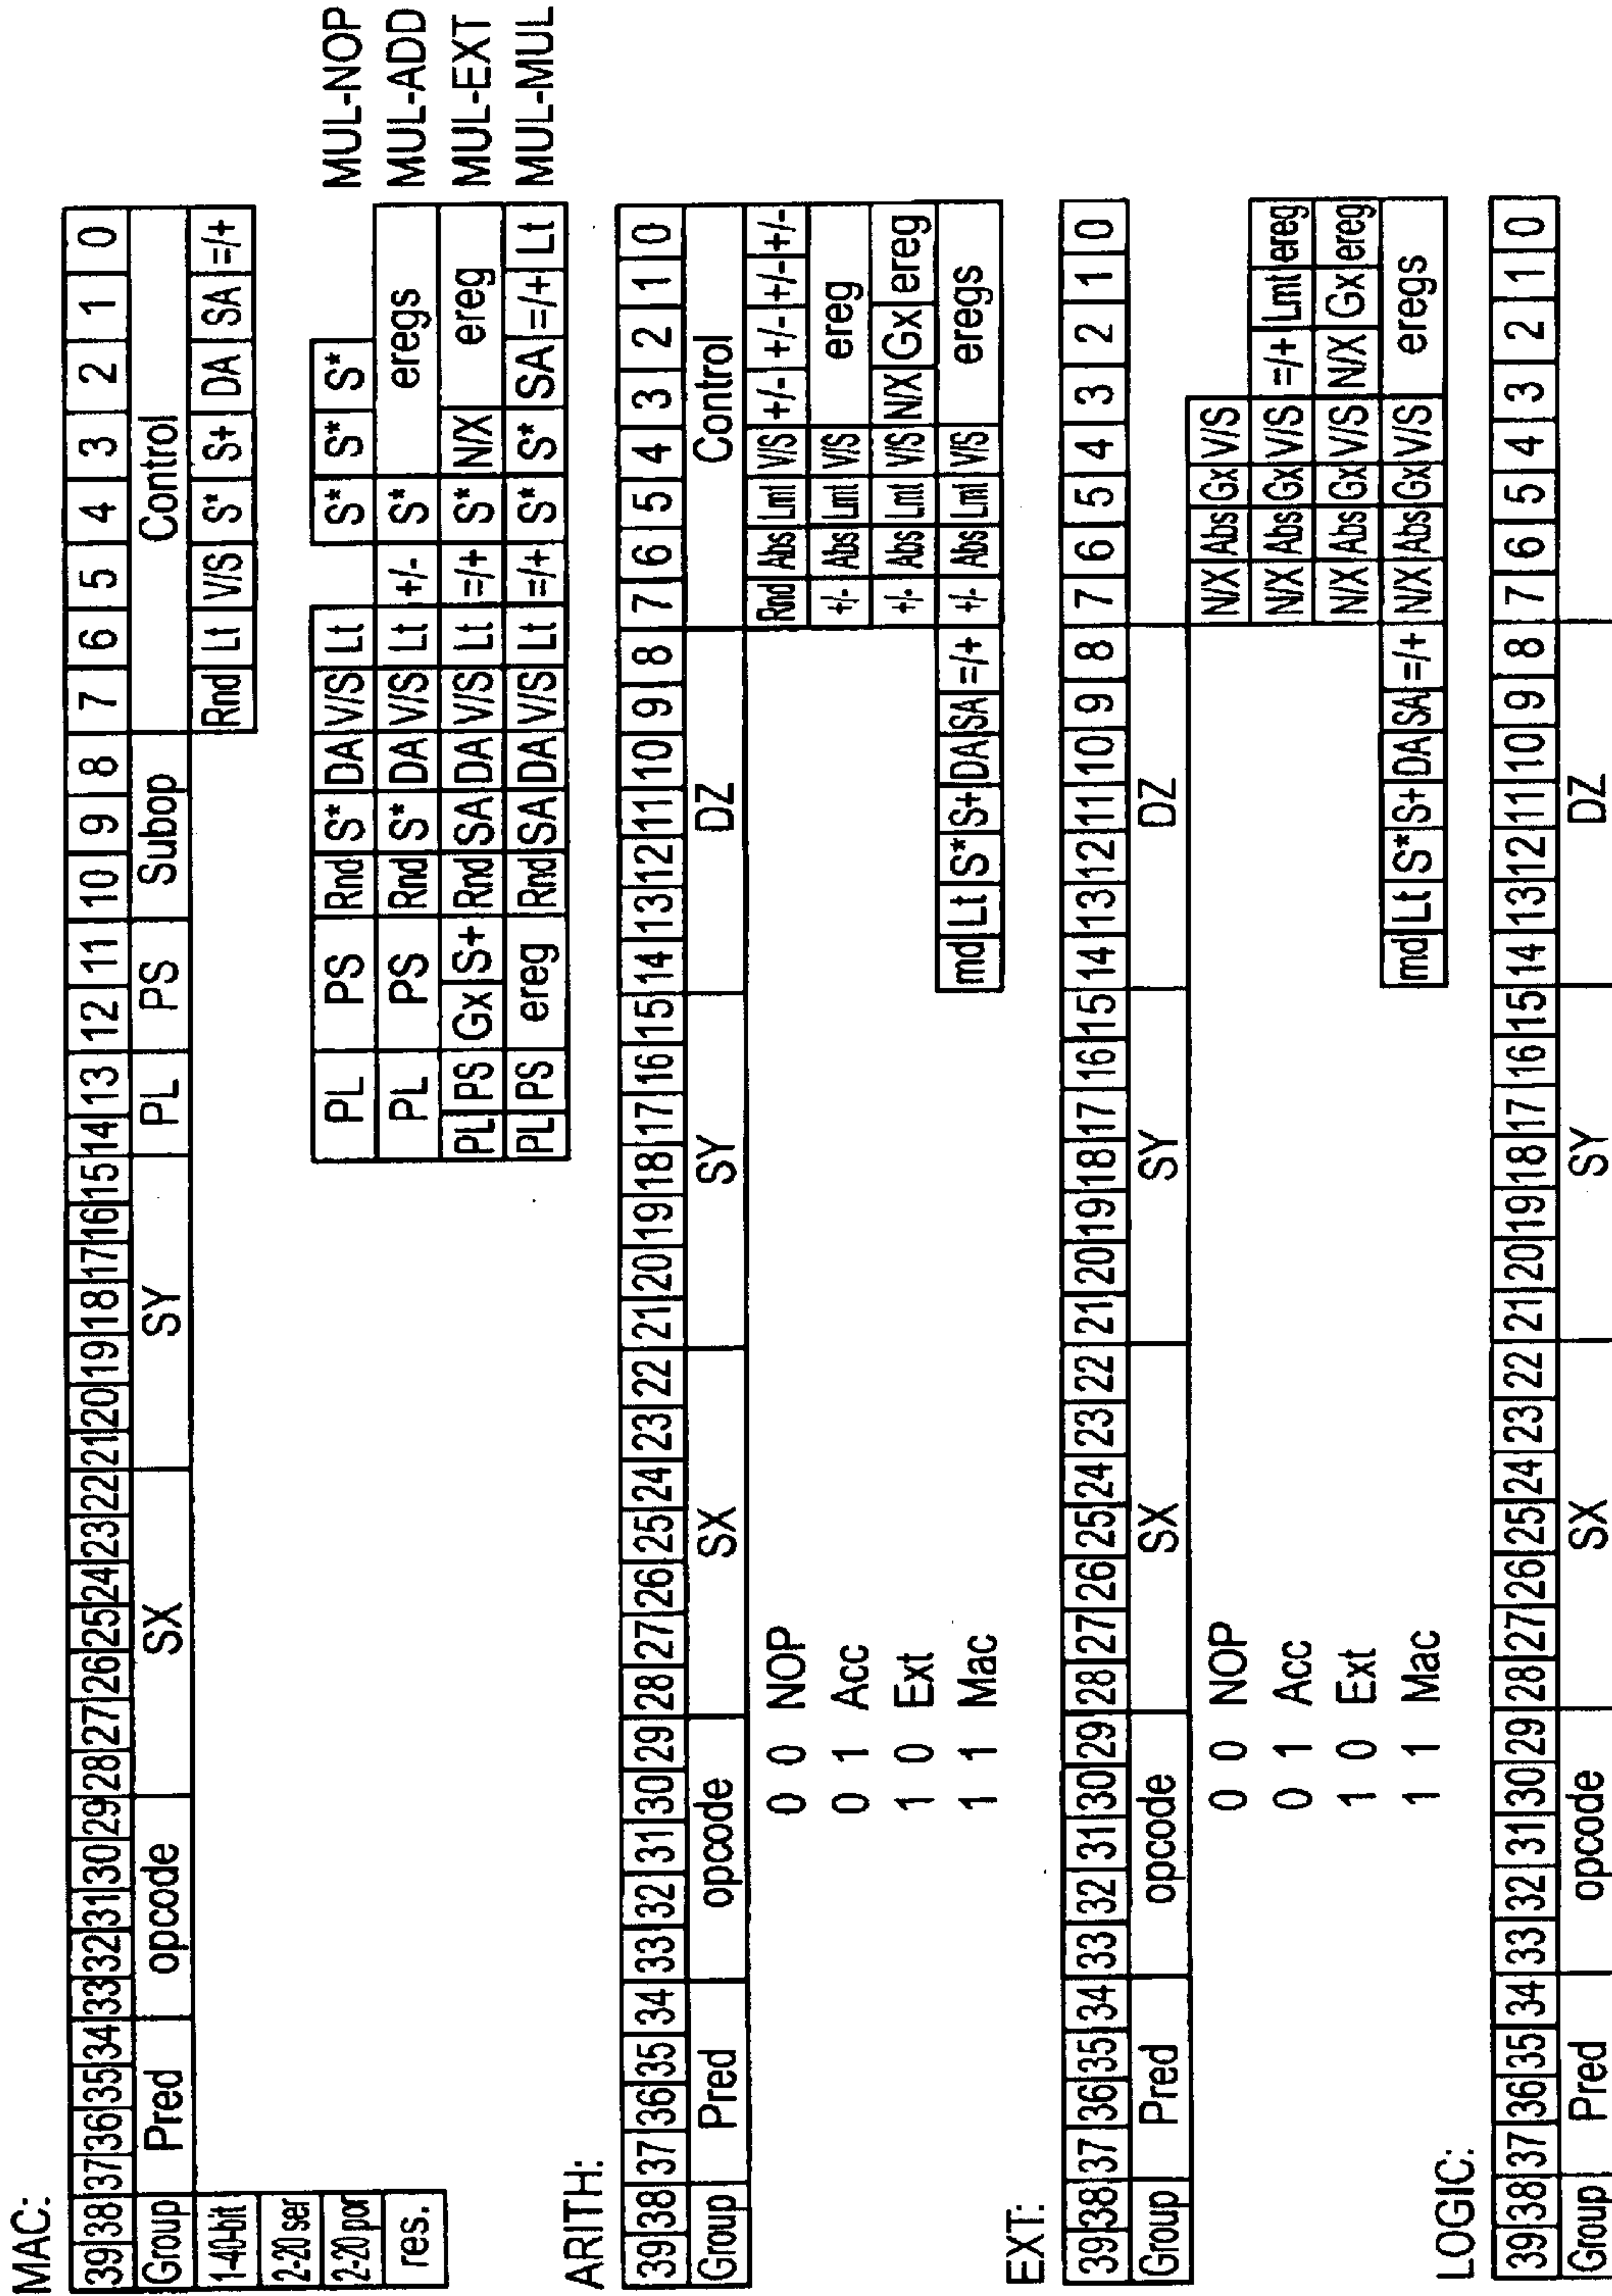 MAC:
39 38 37 36 35 34 33 32 31 30 29 28 27 26 25 24 23 22 21 20 19 18 17 16 15 14 13 12 11 10 9 8 7 6 5 4 3 2 1 0
Group Pred opcode SX SY PL PS Subop Control
1-40-bit Rnd Lt V/S S* S+ DA SA =/+
2-20 ser
2-20 par PL PS Rnd S* DA V/S Lt S* S* S* MUL-NOP
res. PL PS Rnd S* DA V/S Lt +/- S* eregs MUL-ADD
PL PS Gx S+ Rnd SA DA V/S Lt =/+ S* N/X ereg MUL-EXT
PL PS ereg Rnd SA DA V/S Lt =/+ S* S* SA =/+ Lt MUL-MUL
ARITH:
39 38 37 36 35 34 33 32 31 30 29 28 27 26 25 24 23 22 21 20 19 18 17 16 15 14 13 12 11 10 9 8 7 6 5 4 3 2 1 0
Group Pred opcode SX SY DZ Control
0 0 NOP Rnd Abs Lmt V/S +/- +/- +/- +/-
0 1 Acc +/- Abs Lmt V/S ereg
1 0 Ext +/- Abs Lmt V/S N/X Gx ereg
1 1 Mac md Lt S* S+ DA SA =/+ +/- Abs Lmt V/S eregs
EXT:
39 38 37 36 35 34 33 32 31 30 29 28 27 26 25 24 23 22 21 20 19 18 17 16 15 14 13 12 11 10 9 8 7 6 5 4 3 2 1 0
Group Pred opcode SX SY DZ
0 0 NOP N/X Abs Gx V/S
0 1 Acc N/X Abs Gx V/S =/+ Lmt ereg
1 0 Ext N/X Abs Gx V/S N/X Gx ereg
1 1 Mac md Lt S* S+ DA SA =/+ N/X Abs Gx V/S eregs
LOGIC:
39 38 37 36 35 34 33 32 31 30 29 28 27 26 25 24 23 22 21 20 19 18 17 16 15 14 13 12 11 10 9 8 7 6 5 4 3 2 1 0
Group Pred opcode SX SY DZ